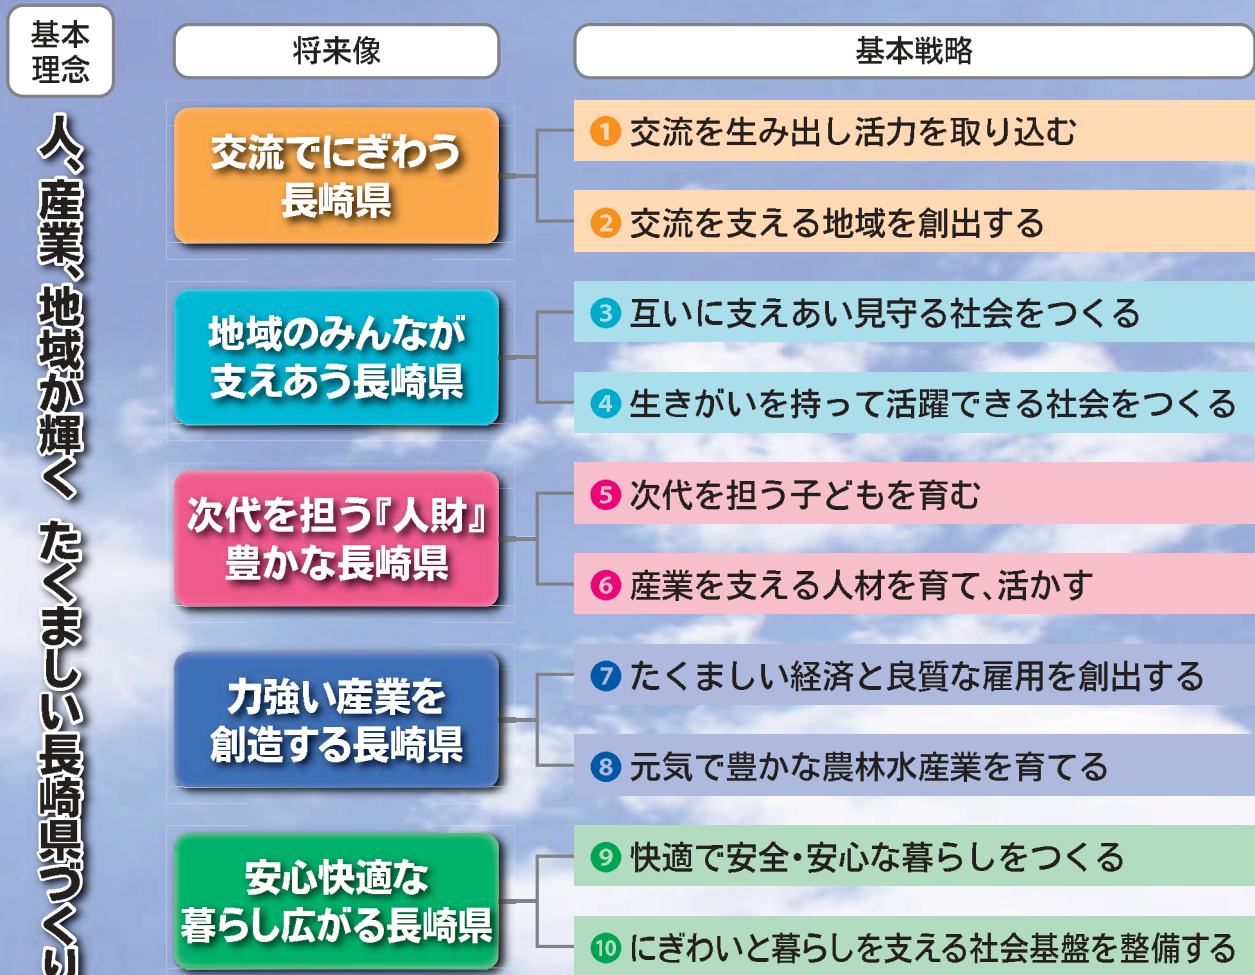 基本
理念
人、産業、地域が輝く たくましい長崎県づくり
将来像
基本戦略
交流でにぎわう
長崎県
❶ 交流を生み出し活力を取り込む
❷ 交流を支える地域を創出する
地域のみんなが
支えあう長崎県
❸ 互いに支えあい見守る社会をつくる
❹ 生きがいを持って活躍できる社会をつくる
次代を担う『人財』
豊かな長崎県
❺ 次代を担う子どもを育む
❻ 産業を支える人材を育て、活かす
力強い産業を
創造する長崎県
❼ たくましい経済と良質な雇用を創出する
❽ 元気で豊かな農林水産業を育てる
安心快適な
暮らし広がる長崎県
❾ 快適で安全・安心な暮らしをつくる
❿ にぎわいと暮らしを支える社会基盤を整備する